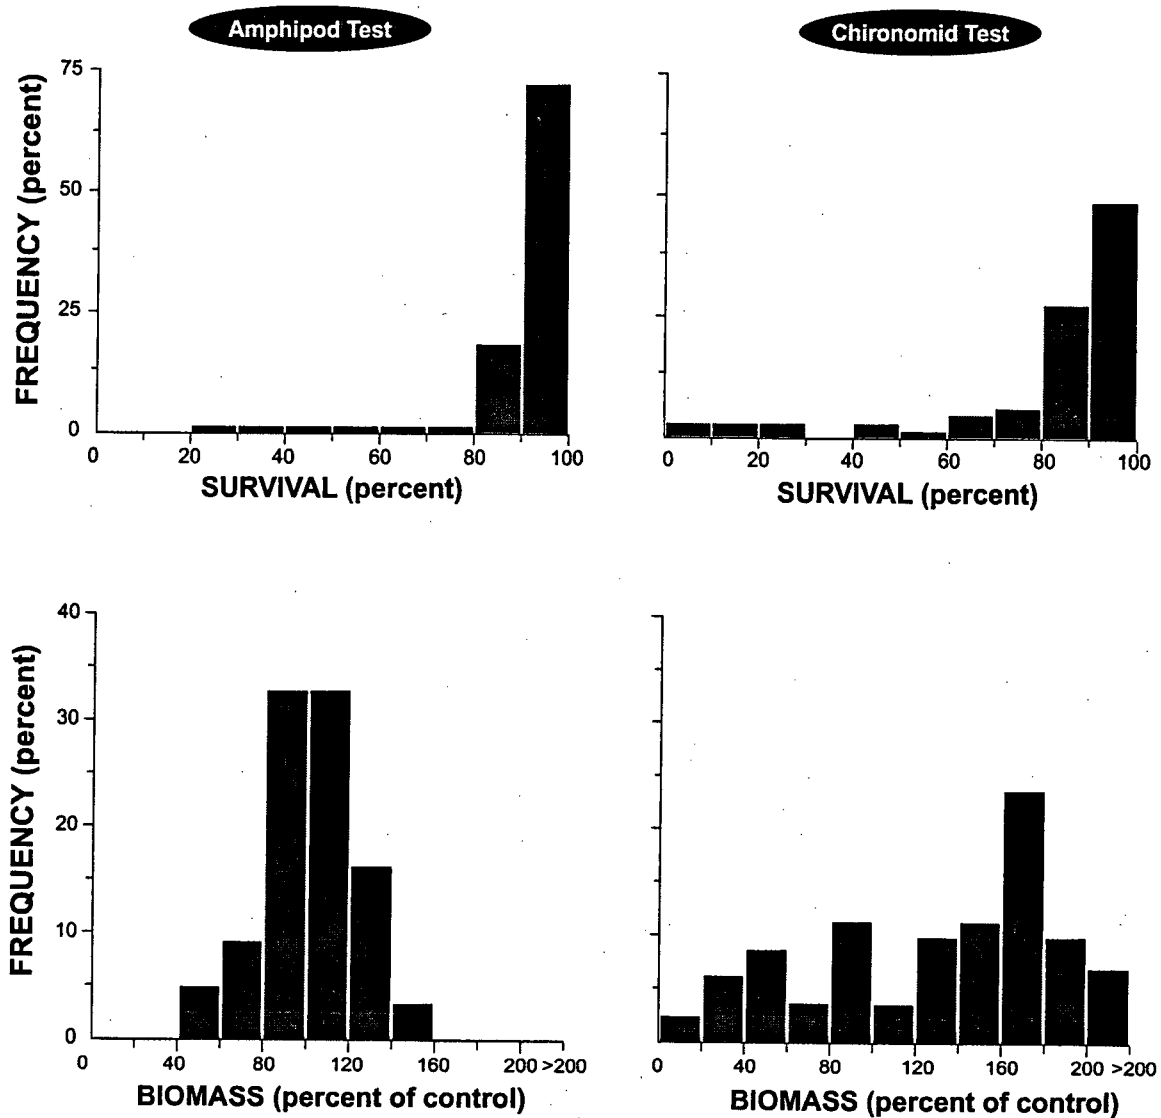 Amphipod Test
Chironomid Test
FREQUENCY (percent)
75
50
25
0
0 20 40 60 80 100
SURVIVAL (percent)
0 20 40 60 80 100
SURVIVAL (percent)
FREQUENCY (percent)
40
30
20
10
0
0 40 80 120 160 200 >200
BIOMASS (percent of control)
0 40 80 120 160 200 >200
BIOMASS (percent of control)